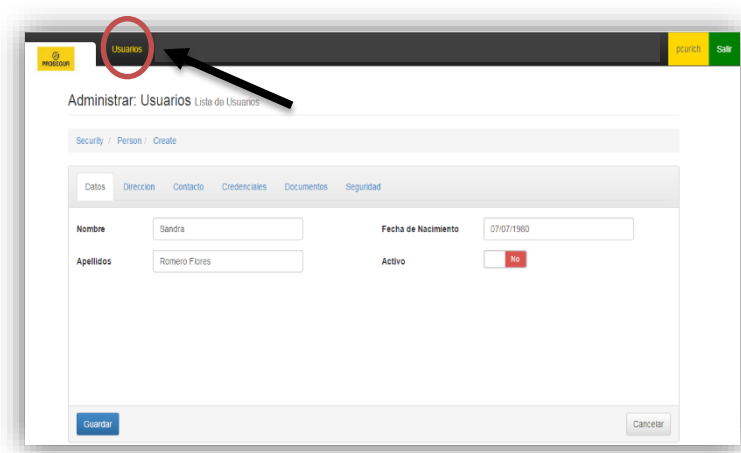 PROSEGUR
Usuarios
pcurich
Salir
Administrar: Usuarios Lista de Usuarios
Security / Person / Create
Datos Direccion Contacto Credenciales Documentos Seguridad
Nombre Sandra Fecha de Nacimiento 07/07/1980
Apellidos Romero Flores Activo No
Guardar Cancelar